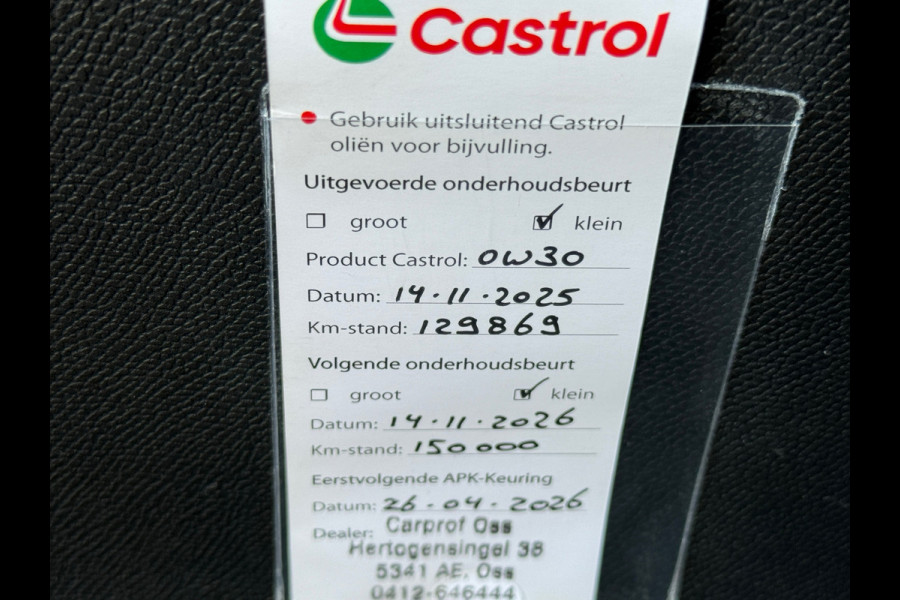 Castrol
Gebruik uitsluitend Castrol
oliën voor bijvulling.
Uitgevoerde onderhoudsbeurt
groot klein
Product Castrol: 0W30
Datum: 14.11.2025
Km-stand: 129869
Volgende onderhoudsbeurt
groot klein
Datum: 14.11.2026
Km-stand: 150000
Eerstvolgende APK-Keuring
Datum: 26-04-2026
Dealer: Carprof Oss
Hertogensingel 38
5341 AE, Oss
0412-646444